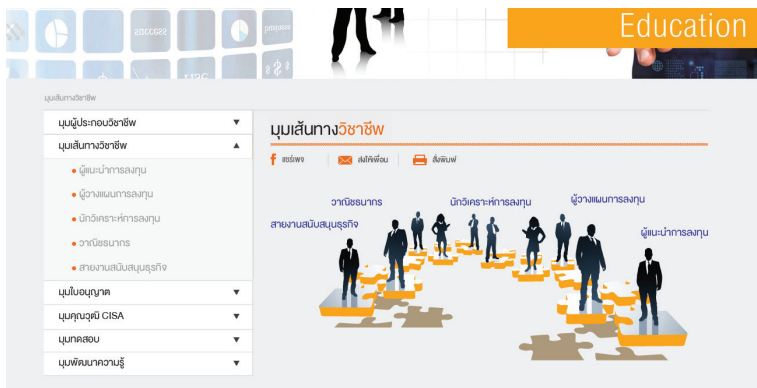 Education
success
business
มุมเส้นทางวิชาชีพ
มุมผู้ประกอบวิชาชีพ
มุมเส้นทางวิชาชีพ
ผู้แนะนำการลงทุน
ผู้วางแผนการลงทุน
นักวิเคราะห์การลงทุน
วาณิชธนากร
สายงานสนับสนุนธุรกิจ
มุมใบอนุญาต
มุมคุณวุฒิ CISA
มุมทดสอบ
มุมพัฒนาความรู้
มุมเส้นทางวิชาชีพ
f แชร์เพจ ส่งให้เพื่อน สั่งพิมพ์
วาณิชธนากร นักวิเคราะห์การลงทุน ผู้วางแผนการลงทุน
สายงานสนับสนุนธุรกิจ ผู้แนะนำการลงทุน